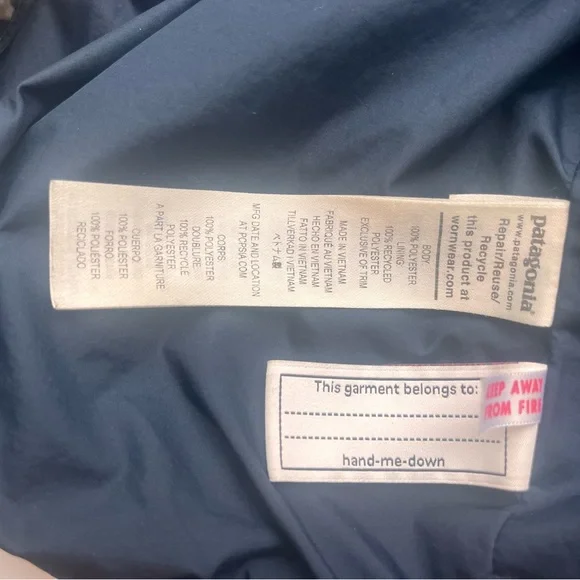 patagonia®
www.patagonia.com
Repair/Reuse/
Recycle
this product at
wornwear.com
BODY:
100% POLYESTER
LINING:
100% RECYCLED
POLYESTER
EXCLUSIVE OF TRIM
MADE IN VIETNAM
FABRIQUÉ AU VIETNAM
HECHO EN VIETNAM
FATTO IN VIETNAM
TILLVERKAD I VIETNAM
ベトナム製
MFG DATE AND LOCATION
AT PCPSA.COM
CORPS:
100% POLYESTER
DOUBLURE:
100% RECYCLÉ
POLYESTER
A PART LA GARNITURE
CUERPO:
100% POLIÉSTER
FORRO:
100% POLIÉSTER
RECICLADO
This garment belongs to:
hand-me-down
KEEP AWAY
FROM FIRE